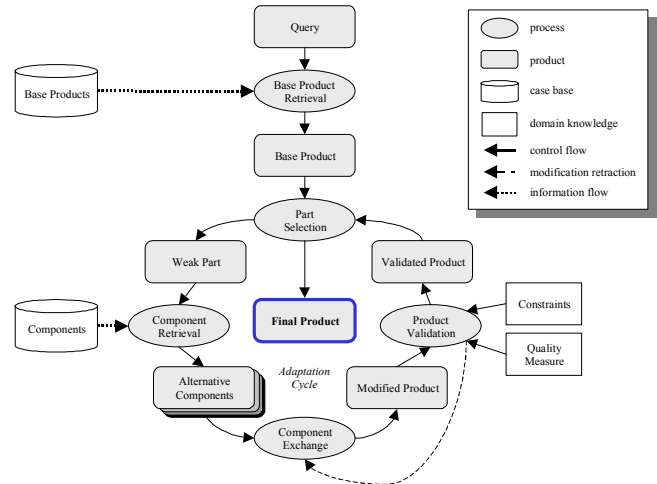 Query
Base Products
Base Product
Retrieval
Base Product
Part
Selection
Weak Part
Validated Product
Components
Component
Retrieval
Final Product
Product
Validation
Constraints
Quality
Measure
Alternative
Components
Adaptation
Cycle
Modified Product
Component
Exchange
process
product
case base
domain knowledge
control flow
modification retraction
information flow